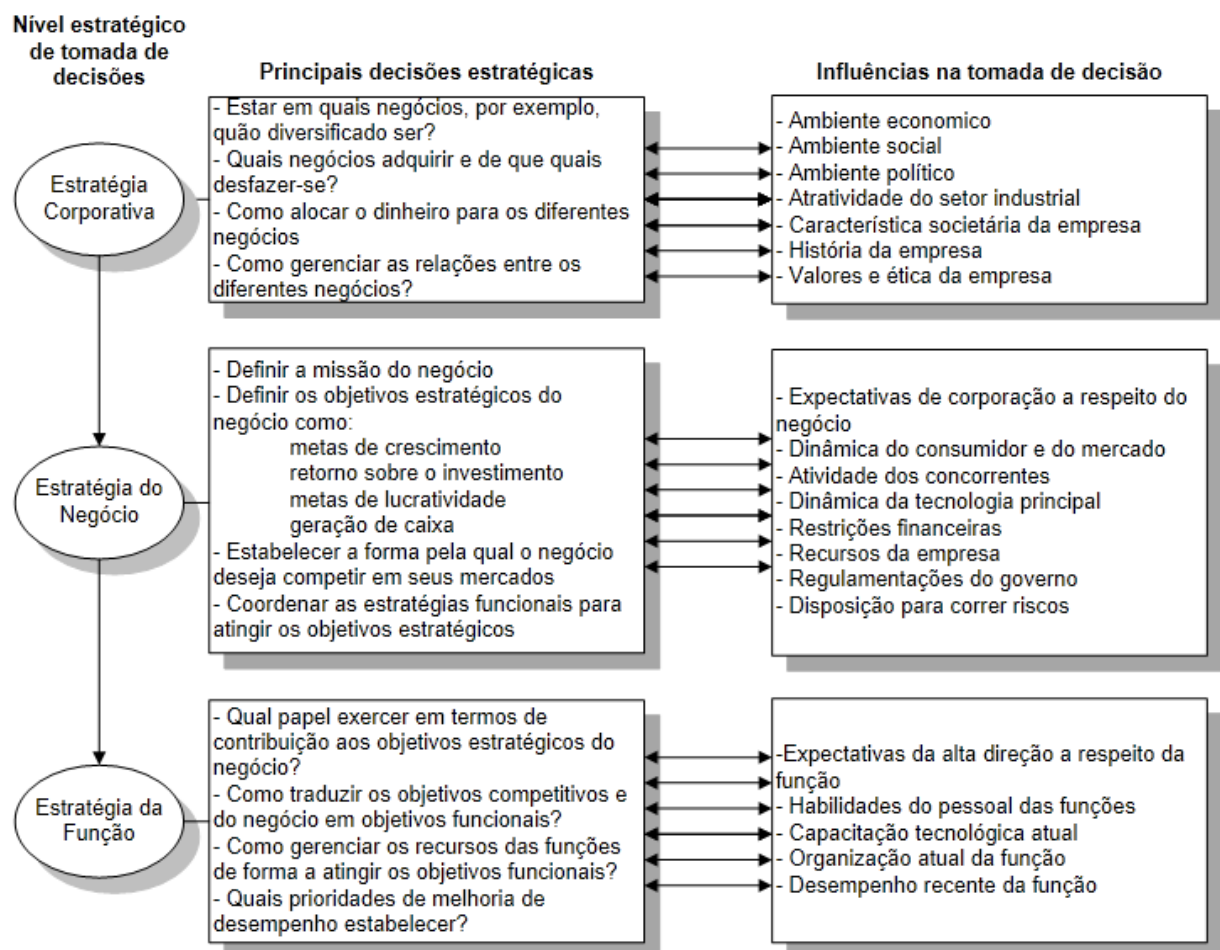 Nível estratégico
de tomada de
decisões
Principais decisões estratégicas
Influências na tomada de decisão
Estratégia
Corporativa
- Estar em quais negócios, por exemplo,
quão diversificado ser?
- Quais negócios adquirir e de que quais
desfazer-se?
- Como alocar o dinheiro para os diferentes
negócios
- Como gerenciar as relações entre os
diferentes negócios?
- Ambiente economico
- Ambiente social
- Ambiente político
- Atratividade do setor industrial
- Característica societária da empresa
- História da empresa
- Valores e ética da empresa
Estratégia do
Negócio
- Definir a missão do negócio
- Definir os objetivos estratégicos do
negócio como:
metas de crescimento
retorno sobre o investimento
metas de lucratividade
geração de caixa
- Estabelecer a forma pela qual o negócio
deseja competir em seus mercados
- Coordenar as estratégias funcionais para
atingir os objetivos estratégicos
- Expectativas de corporação a respeito do
negócio
- Dinâmica do consumidor e do mercado
- Atividade dos concorrentes
- Dinâmica da tecnologia principal
- Restrições financeiras
- Recursos da empresa
- Regulamentações do governo
- Disposição para correr riscos
Estratégia da
Função
- Qual papel exercer em termos de
contribuição aos objetivos estratégicos do
negócio?
- Como traduzir os objetivos competitivos e
do negócio em objetivos funcionais?
- Como gerenciar os recursos das funções
de forma a atingir os objetivos funcionais?
- Quais prioridades de melhoria de
desempenho estabelecer?
-Expectativas da alta direção a respeito da
função
- Habilidades do pessoal das funções
- Capacitação tecnológica atual
- Organização atual da função
- Desempenho recente da função